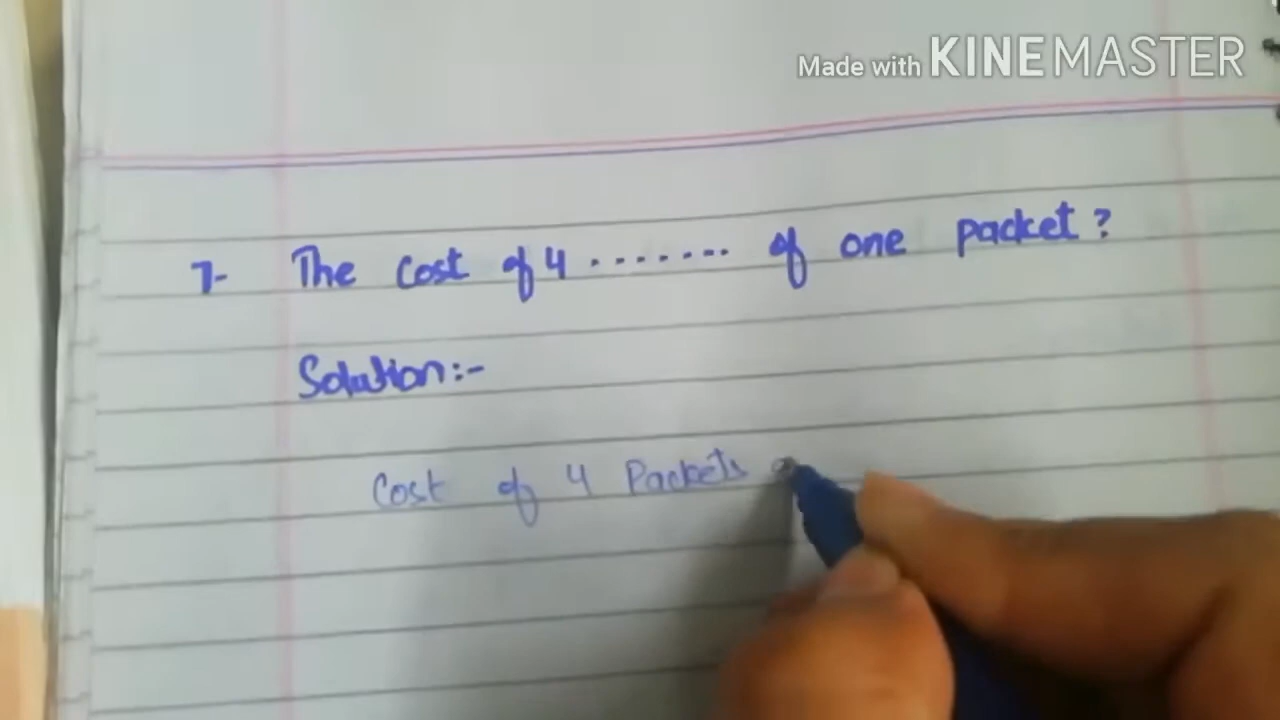 Made with KINEMASTER
7- The cost of 4 ....... of one packet?
Solution:-
Cost of 4 Packets